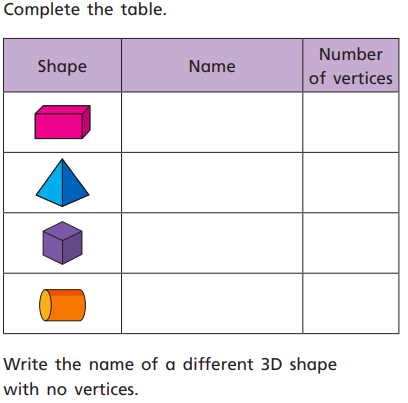 Complete the table.
Shape
Name
Number
of vertices
Write the name of a different 3D shape
with no vertices.